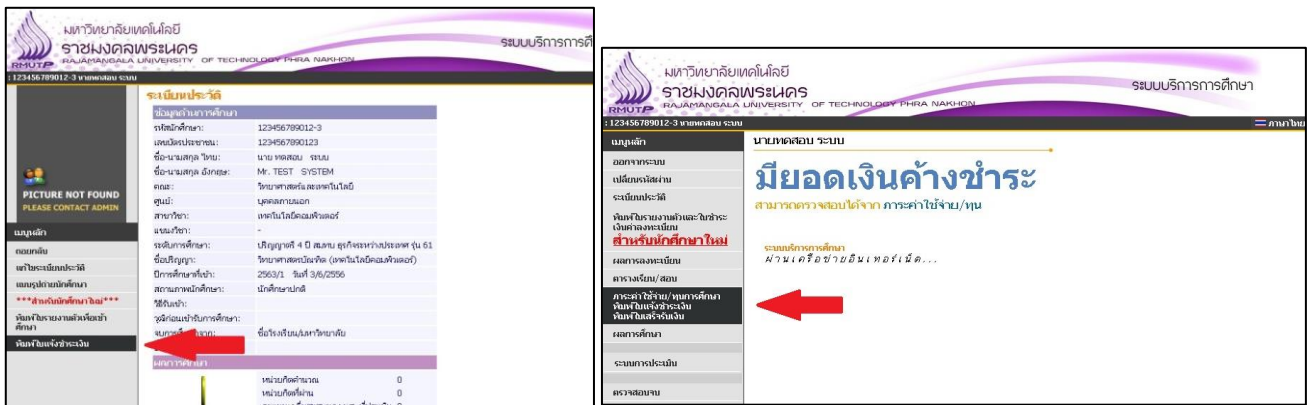 มหาวิทยาลัยเทคโนโลยี
ราชมงคลพระนคร
RMUTP RAJAMANGALA UNIVERSITY OF TECHNOLOGY PHRA NAKHON
ระบบบริการการศึ
: 123456789012-3 นายทดสอบ ระบบ
PICTURE NOT FOUND
PLEASE CONTACT ADMIN
เมนูหลัก
ถอยกลับ
แก้ไขระเบียนประวัติ
แนบรูปถ่ายนักศึกษา
***สำหรับนักศึกษาใหม่***
พิมพ์ใบรายงานตัวเพื่อเข้า
ศึกษา
พิมพ์ใบแจ้งชำระเงิน
ระเบียนประวัติ
ข้อมูลด้านการศึกษา
รหัสนักศึกษา: 123456789012-3
เลขบัตรประชาชน: 1234567890123
ชื่อ-นามสกุล ไทย: นาย ทดสอบ ระบบ
ชื่อ-นามสกุล อังกฤษ: Mr. TEST SYSTEM
คณะ: วิทยาศาสตร์และเทคโนโลยี
ศูนย์: บุคคลภายนอก
สาขาวิชา: เทคโนโลยีคอมพิวเตอร์
แขนงวิชา: -
ระดับการศึกษา: ปริญญาตรี 4 ปี สมทบ ธุรกิจระหว่างประเทศ รุ่น 61
ชื่อปริญญา: วิทยาศาสตรบัณฑิต (เทคโนโลยีคอมพิวเตอร์)
ปีการศึกษาที่เข้า: 2563/1 วันที่ 3/6/2556
สถานภาพนักศึกษา: นักศึกษาปกติ
วิธีรับเข้า:
วุฒิก่อนเข้ารับการศึกษา:
จบการศึกษาจาก: ชื่อโรงเรียน/มหาวิทยาลัย
ผลการศึกษา
หน่วยกิตคำนวณ 0
หน่วยกิตที่ผ่าน 0
มหาวิทยาลัยเทคโนโลยี
ราชมงคลพระนคร
RMUTP RAJAMANGALA UNIVERSITY OF TECHNOLOGY PHRA NAKHON
ระบบบริการการศึกษา
: 123456789012-3 นายทดสอบ ระบบ
ภาษาไทย
เมนูหลัก
ออกจากระบบ
เปลี่ยนรหัสผ่าน
ระเบียนประวัติ
พิมพ์ใบรายงานตัวและใบชำระ
เงินค่าลงทะเบียน
สำหรับนักศึกษาใหม่
ผลการลงทะเบียน
ตารางเรียน/สอบ
ภาระค่าใช้จ่าย/ทุนการศึกษา
พิมพ์ใบแจ้งชำระเงิน
พิมพ์ใบเสร็จรับเงิน
ผลการศึกษา
ระบบการประเมิน
ตรวจสอบจบ
นายทดสอบ ระบบ
มียอดเงินค้างชำระ
สามารถตรวจสอบได้จาก ภาระค่าใช้จ่าย/ทุน
ระบบบริการการศึกษา
ผ่านเครือข่ายอินเทอร์เน็ต...